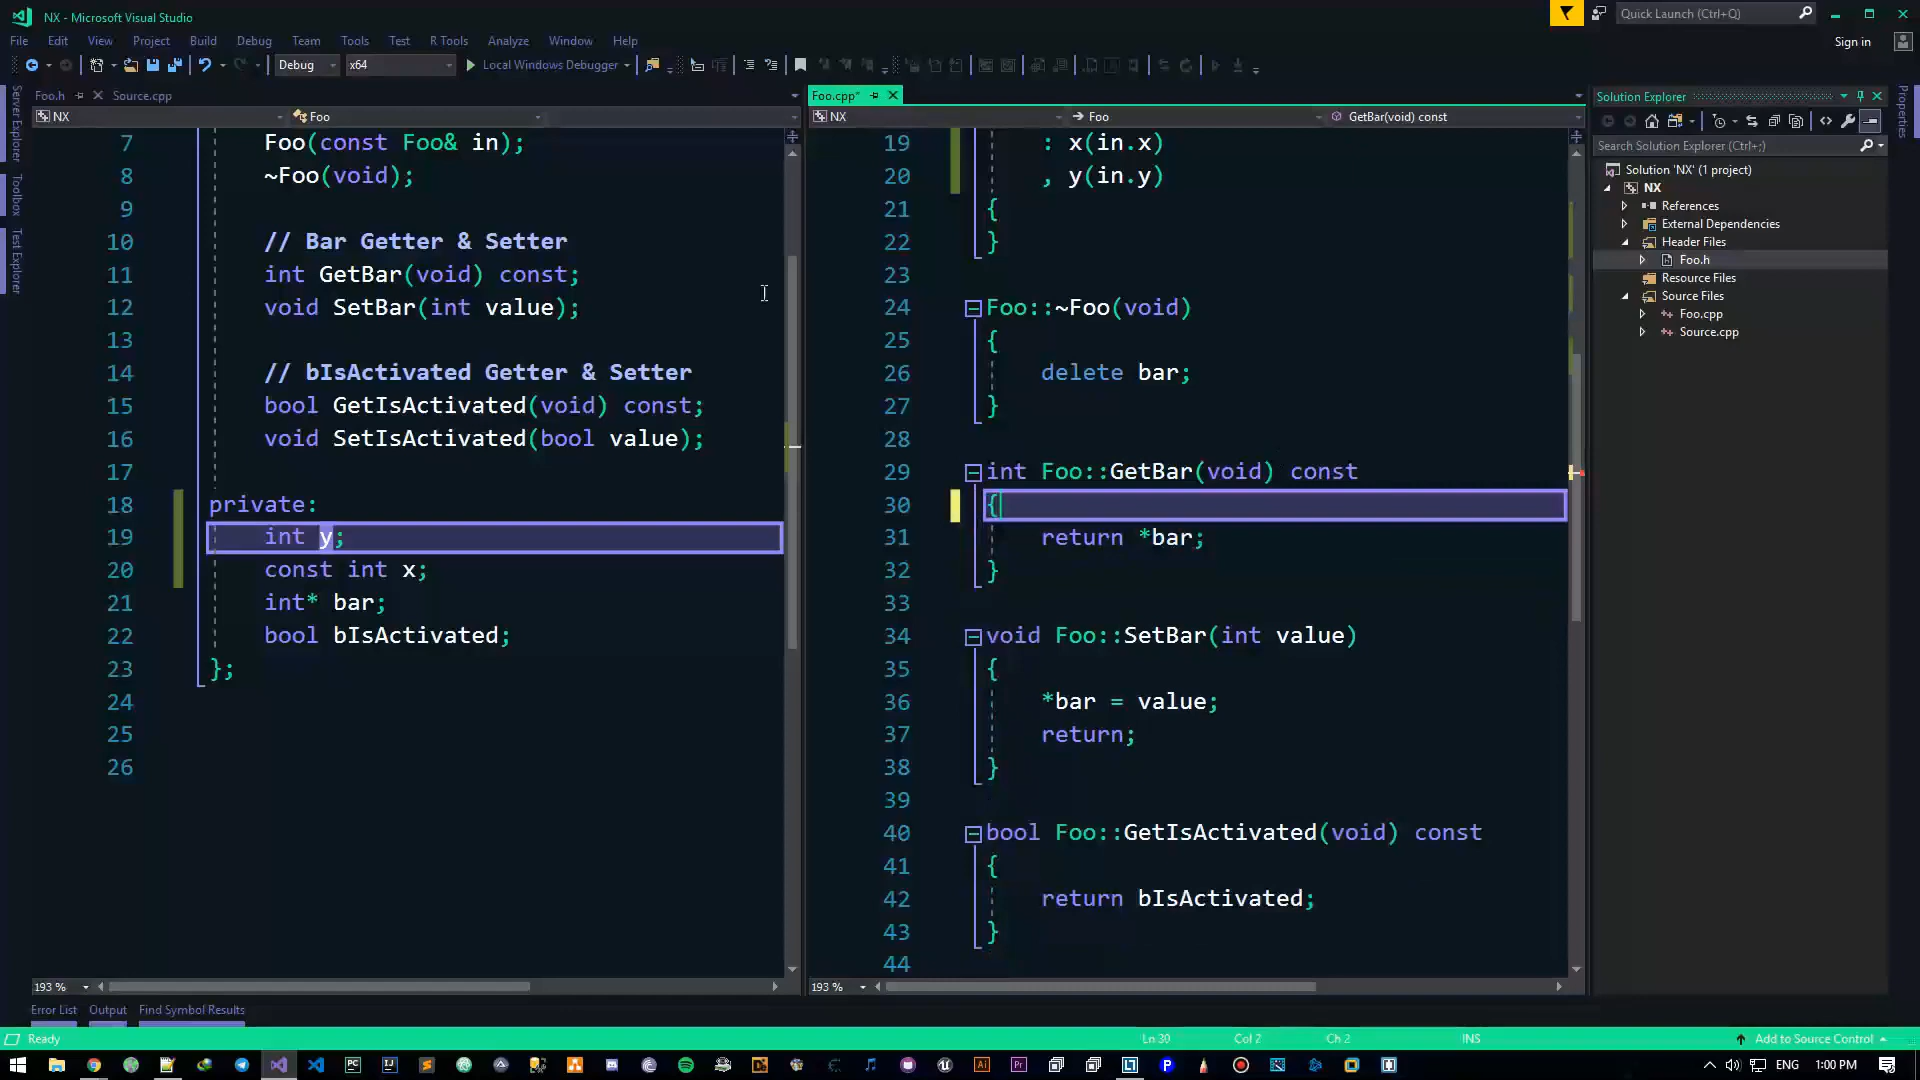 NX - Microsoft Visual Studio
Quick Launch (Ctrl+Q)
File Edit View Project Build Debug Team Tools Test R Tools Analyze Window Help
Sign in
Debug x64 Local Windows Debugger
Server Explorer
Toolbox
Test Explorer
Foo.h Source.cpp
NX Foo
7 Foo(const Foo& in);
8 ~Foo(void);
9
10 // Bar Getter & Setter
11 int GetBar(void) const;
12 void SetBar(int value);
13
14 // bIsActivated Getter & Setter
15 bool GetIsActivated(void) const;
16 void SetIsActivated(bool value);
17
18 private:
19 int y;
20 const int x;
21 int* bar;
22 bool bIsActivated;
23 };
24
25
26
193 %
Foo.cpp*
NX Foo GetBar(void) const
19 : x(in.x)
20 , y(in.y)
21 {
22 }
23
24 Foo::~Foo(void)
25 {
26 delete bar;
27 }
28
29 int Foo::GetBar(void) const
30 {
31 return *bar;
32 }
33
34 void Foo::SetBar(int value)
35 {
36 *bar = value;
37 return;
38 }
39
40 bool Foo::GetIsActivated(void) const
41 {
42 return bIsActivated;
43 }
44
193 %
Solution Explorer
Search Solution Explorer (Ctrl+;)
Solution 'NX' (1 project)
NX
References
External Dependencies
Header Files
Foo.h
Resource Files
Source Files
Foo.cpp
Source.cpp
Properties
Error List Output Find Symbol Results
Ready Ln 30 Col 2 Ch 2 INS Add to Source Control
ENG 1:00 PM